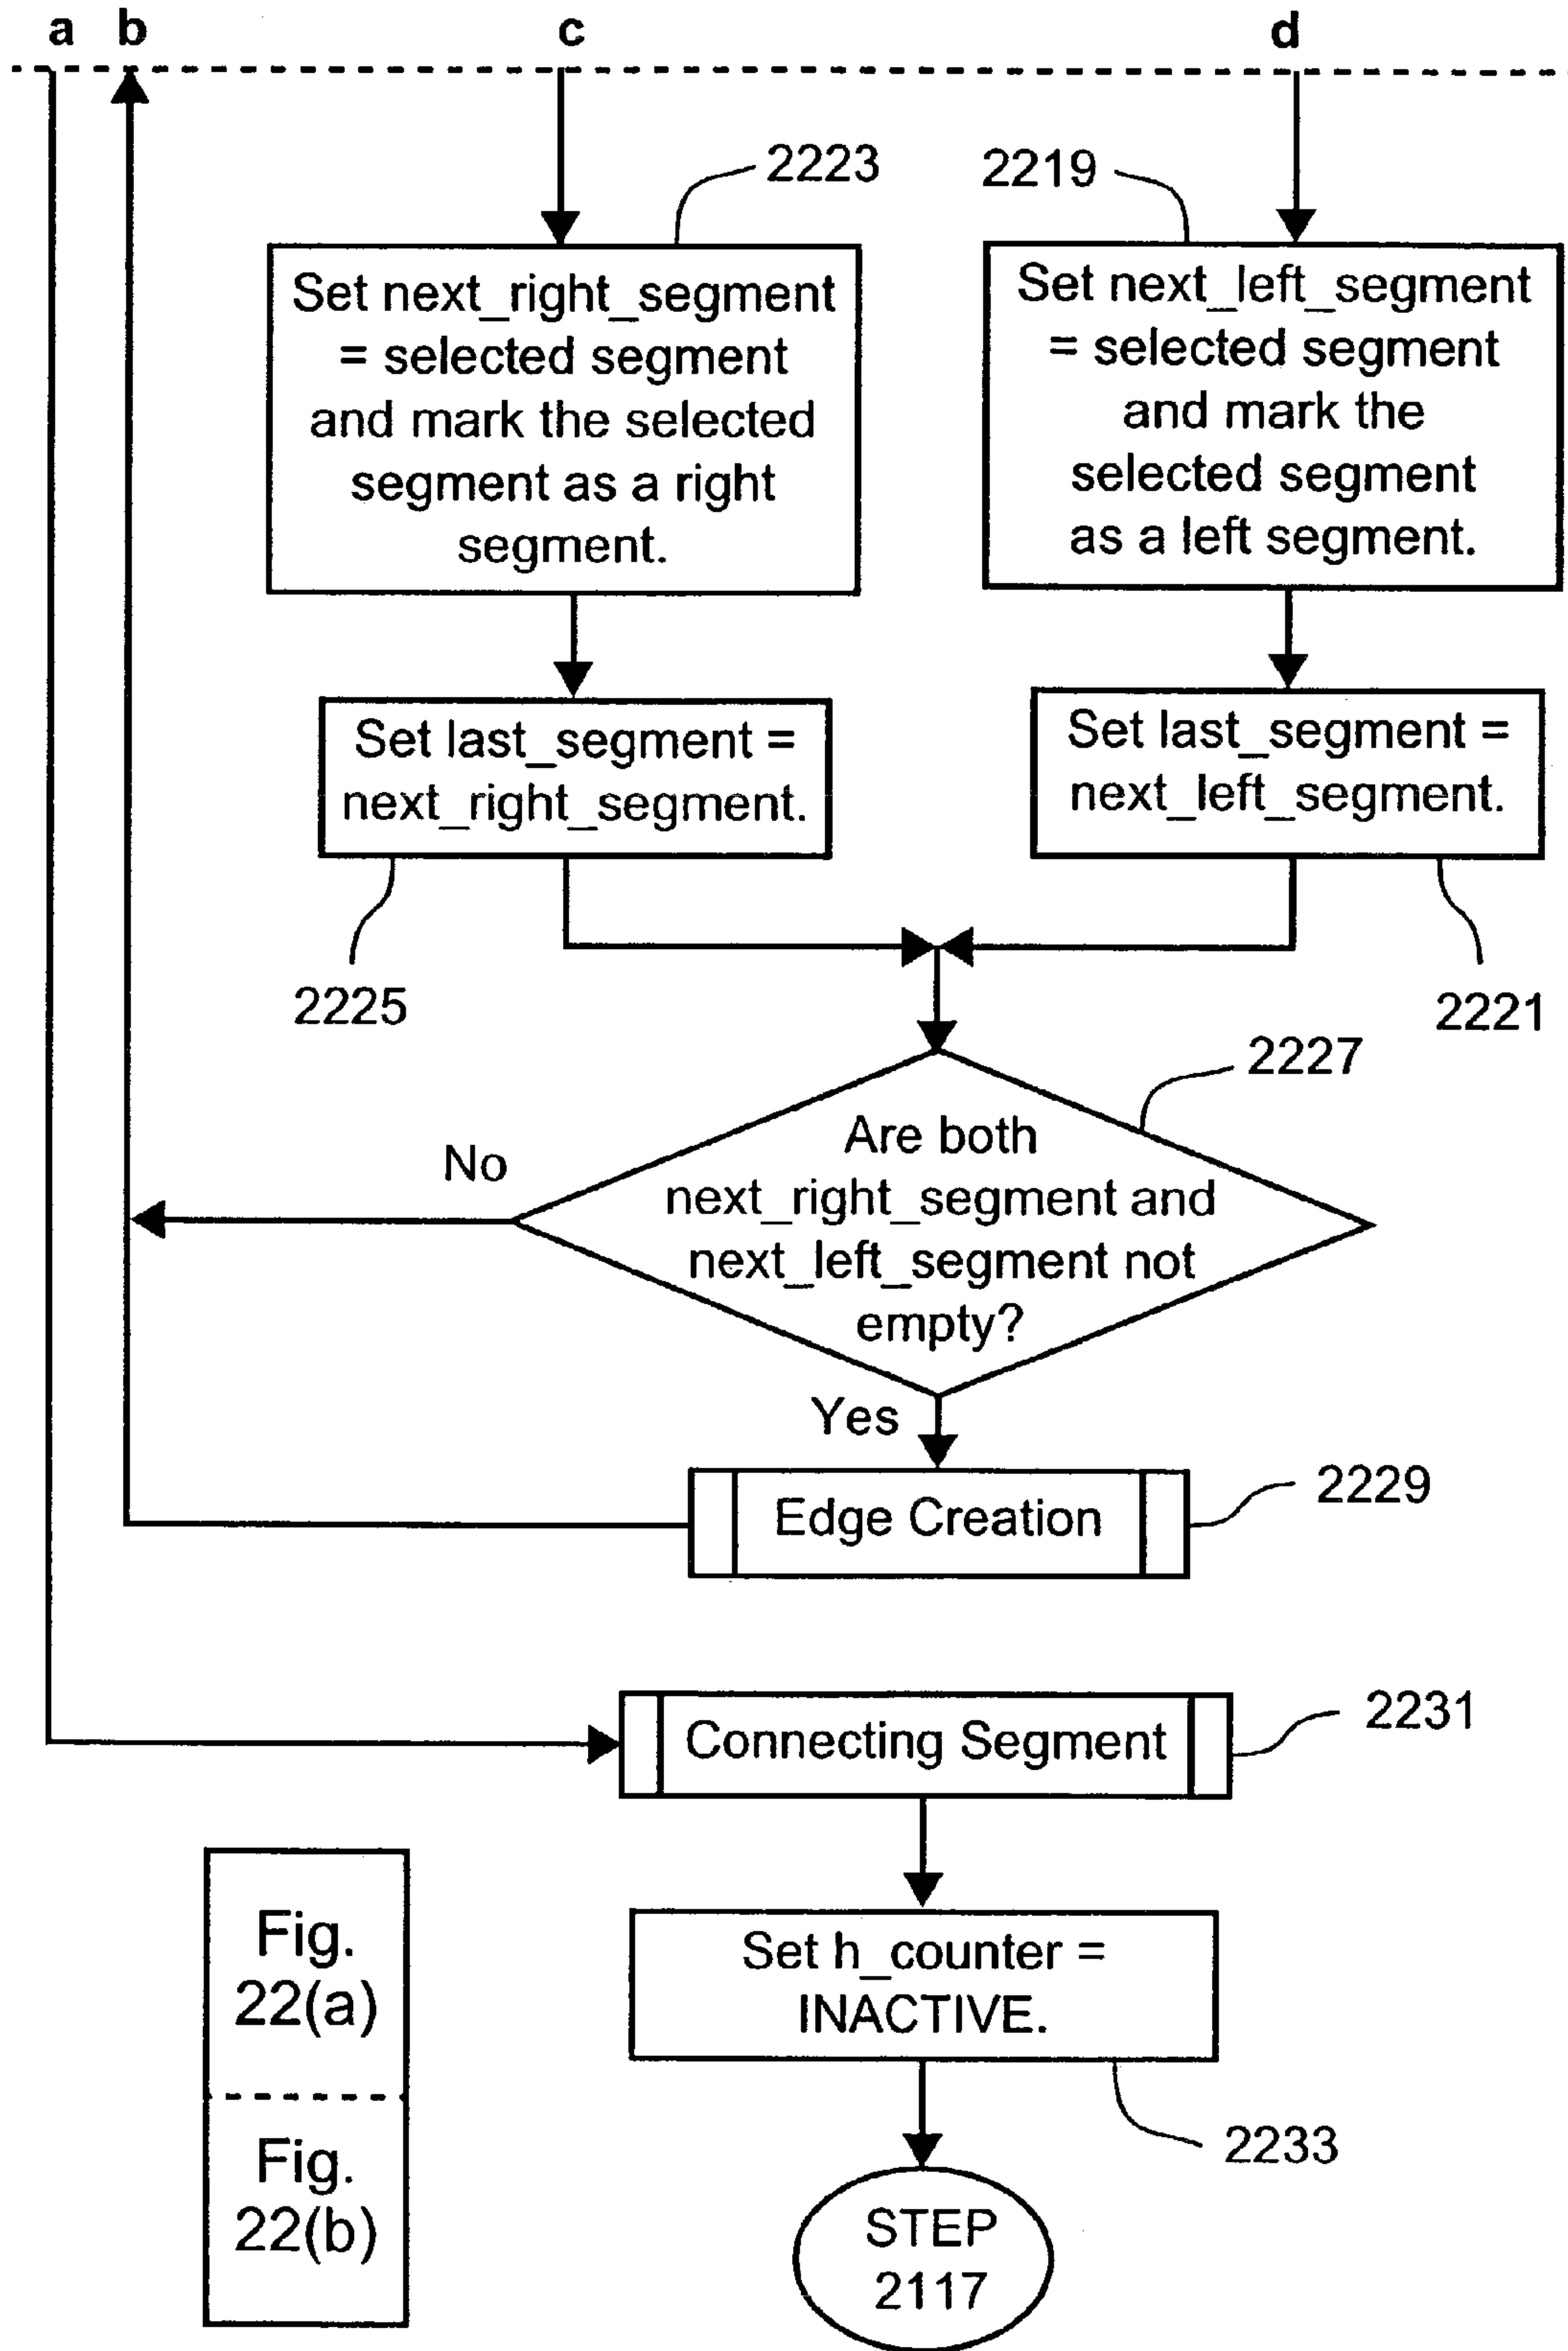 a b c d
2223
2219
Set next_right_segment
= selected segment
and mark the selected
segment as a right
segment.
Set next_left_segment
= selected segment
and mark the
selected segment
as a left segment.
Set last_segment =
next_right_segment.
Set last_segment =
next_left_segment.
2225
2221
2227
Are both
next_right_segment and
next_left_segment not
empty?
No
Yes
Edge Creation
2229
Connecting Segment
2231
Set h_counter =
INACTIVE.
2233
STEP
2117
Fig.
22(a)
Fig.
22(b)